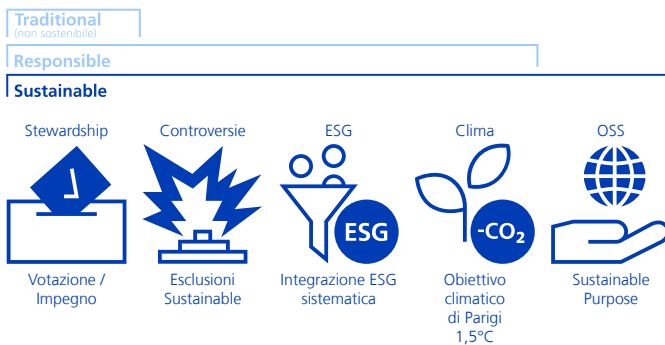 Traditional
(non sostenibile)
Responsible
Sustainable
Stewardship
Controversie
ESG
Clima
OSS
ESG
-CO₂
Votazione /
Impegno
Esclusioni
Sustainable
Integrazione ESG
sistematica
Obiettivo
climatico
di Parigi
1,5°C
Sustainable
Purpose